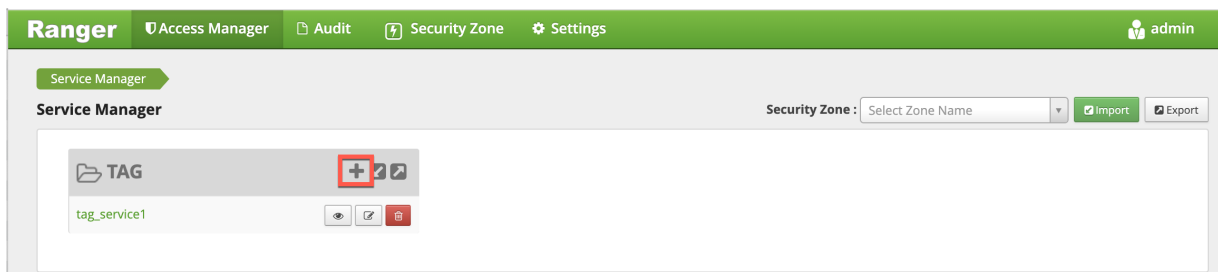 Ranger Access Manager Audit Security Zone Settings admin
Service Manager
Service Manager Security Zone : Select Zone Name Import Export
TAG
tag_service1